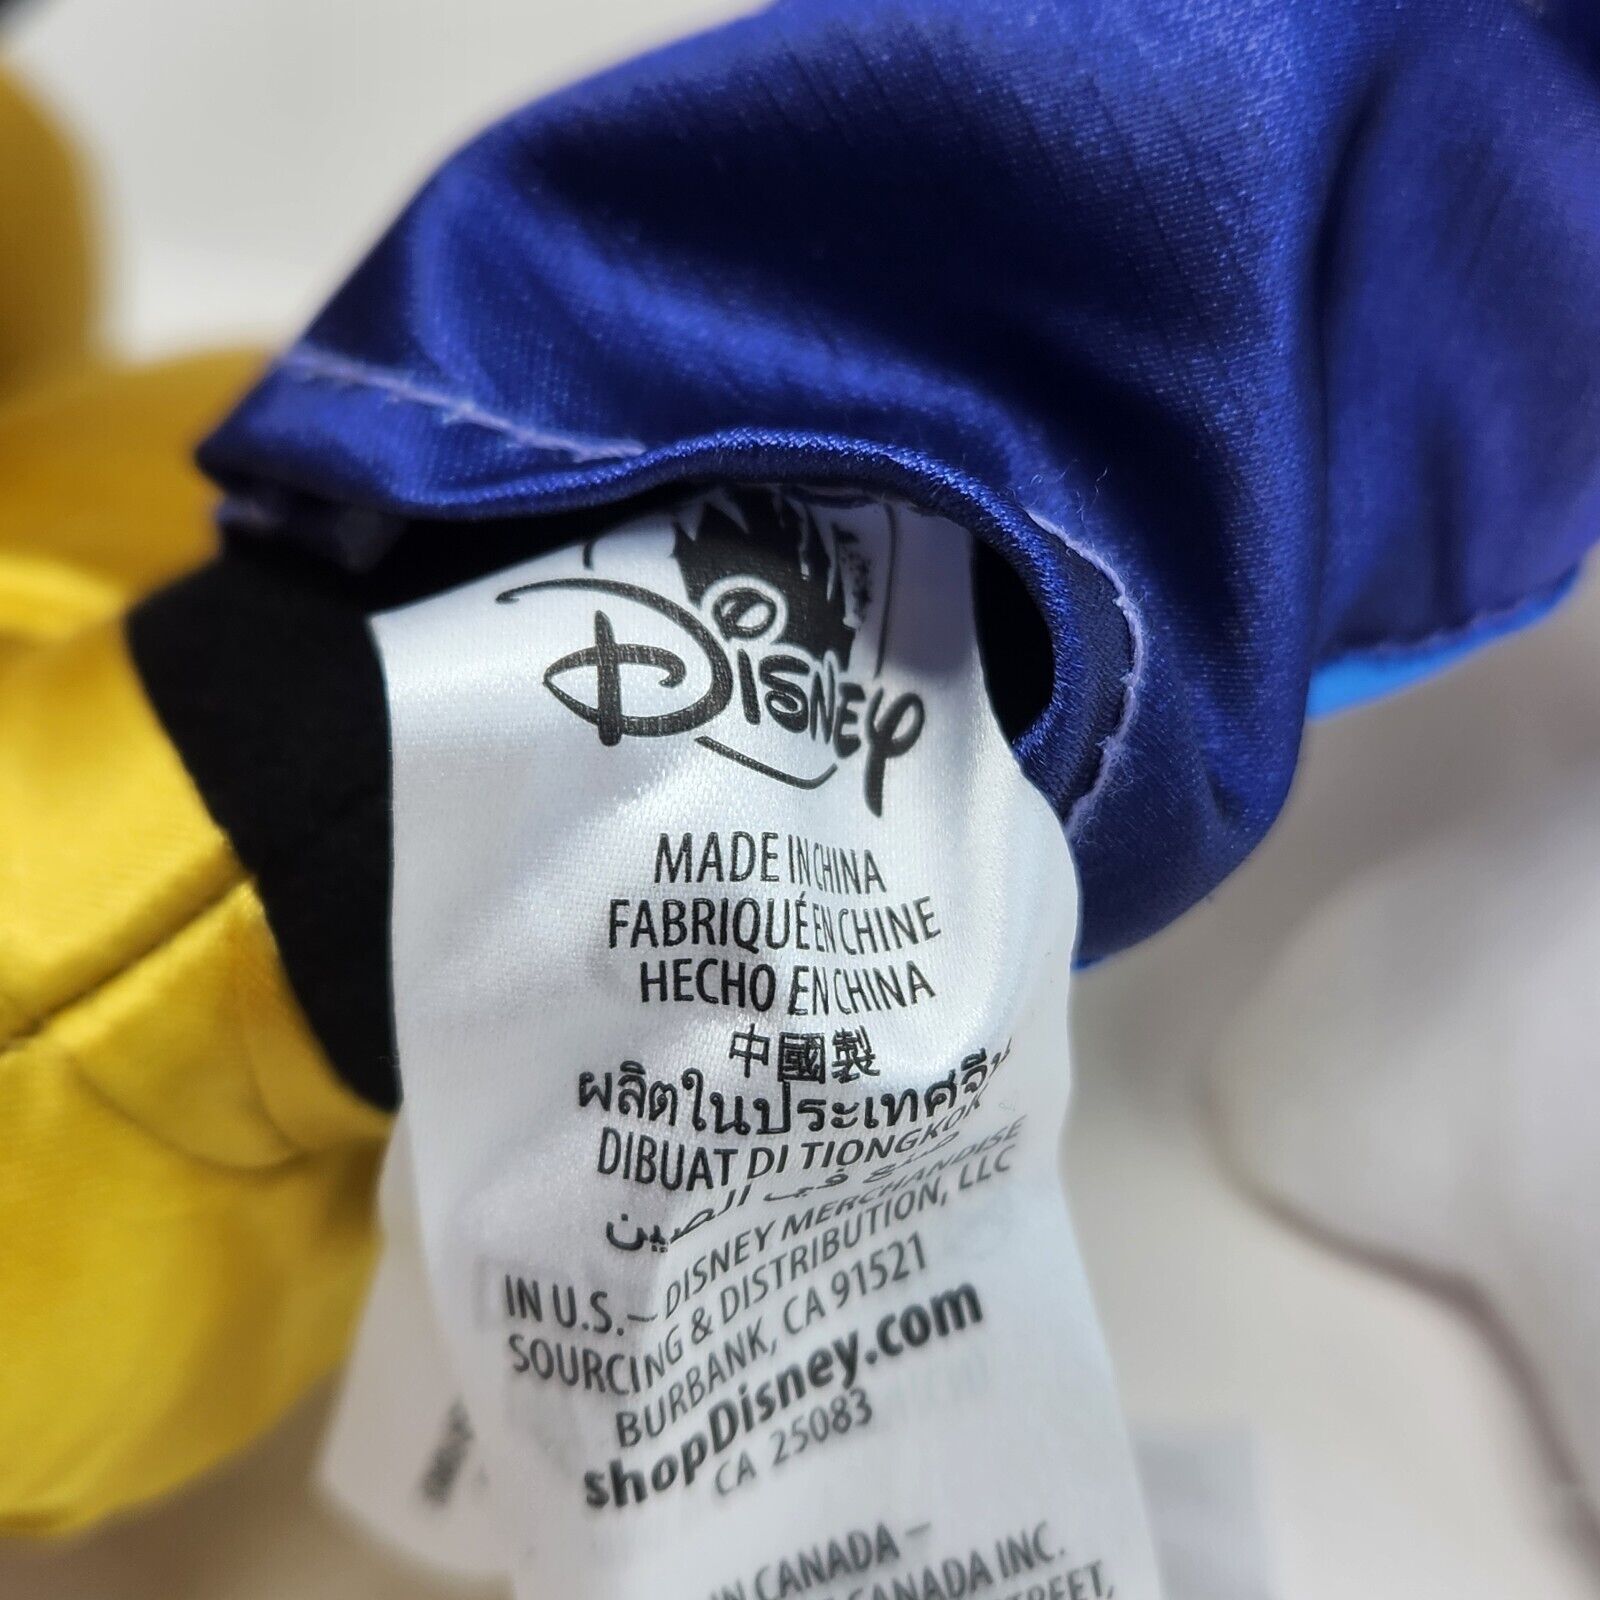 Disney
MADE IN CHINA
FABRIQUÉ EN CHINE
HECHO EN CHINA
中國製
ผลิตในประเทศจีน
DIBUAT DI TIONGKOK
صنع في الصين
IN U.S.– DISNEY MERCHANDISE
SOURCING & DISTRIBUTION, LLC
BURBANK, CA 91521
shopDisney.com
CA 25083
IN CANADA –
CANADA INC.